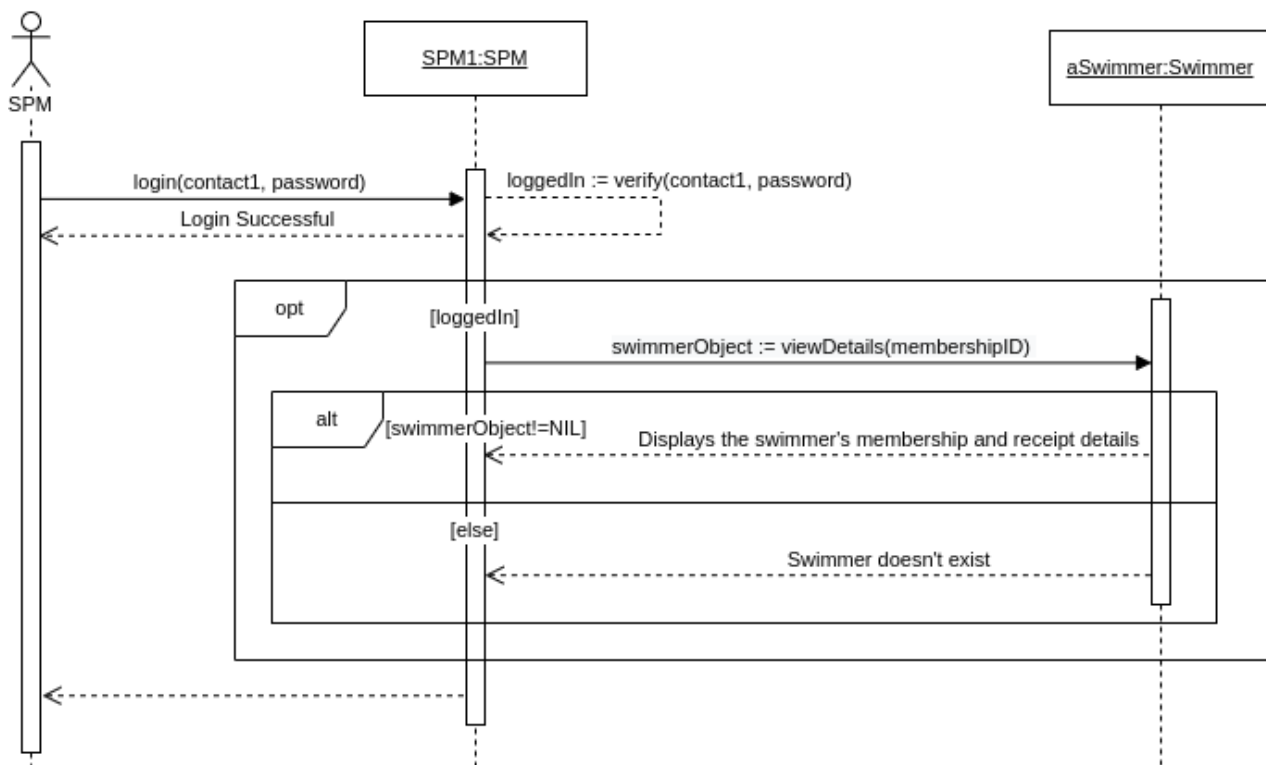 SPM
SPM1:SPM
aSwimmer:Swimmer
login(contact1, password)
loggedIn := verify(contact1, password)
Login Successful
opt
[loggedIn]
swimmerObject := viewDetails(membershipID)
alt
[swimmerObject!=NIL]
Displays the swimmer's membership and receipt details
[else]
Swimmer doesn't exist